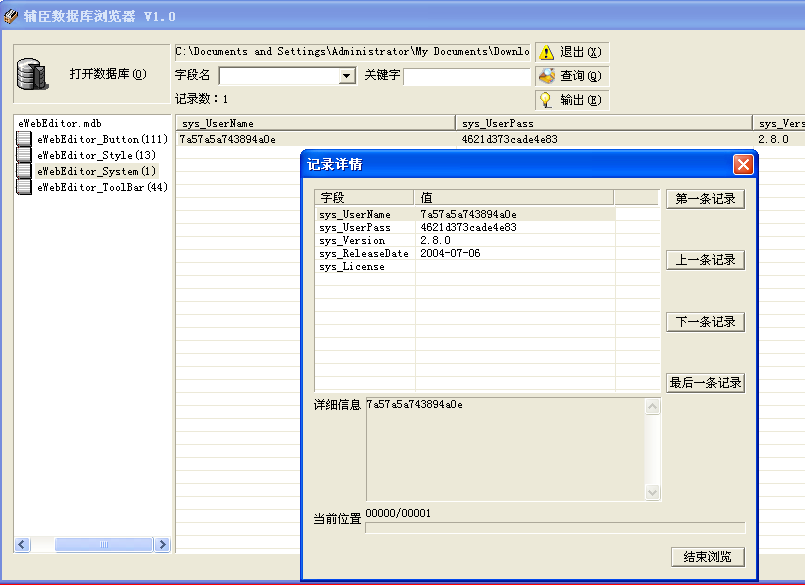 辅臣数据库浏览器 V1.0
打开数据库(O)
C:\Documents and Settings\Administrator\My Documents\Downlo
退出(X)
字段名
关键字
查询(Q)
记录数：1
输出(E)
eWebEditor.mdb
eWebEditor_Button(111)
eWebEditor_Style(13)
eWebEditor_System(1)
eWebEditor_ToolBar(44)
sys_UserName sys_UserPass sys_Vers
7a57a5a743894a0e 4621d373cade4e83 2.8.0
记录详情
字段 值
sys_UserName 7a57a5a743894a0e
sys_UserPass 4621d373cade4e83
sys_Version 2.8.0
sys_ReleaseDate 2004-07-06
sys_License
第一条记录
上一条记录
下一条记录
最后一条记录
详细信息 7a57a5a743894a0e
当前位置 00000/00001
结束浏览